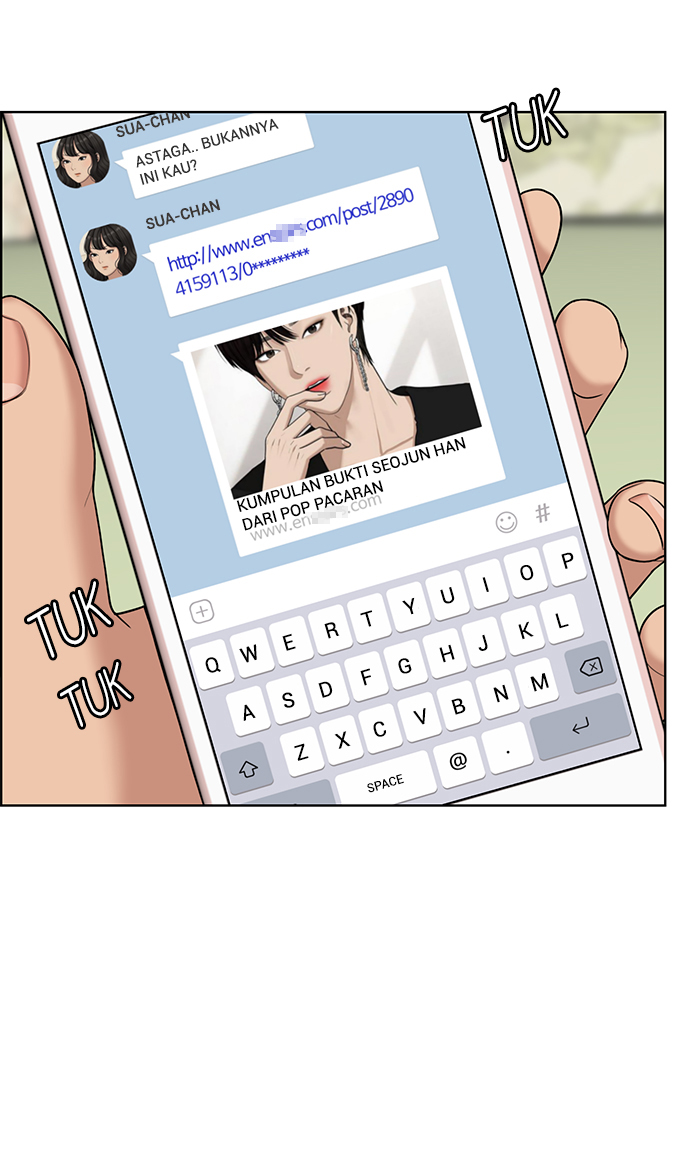 TUK
SUA-CHAN
ASTAGA.. BUKANNYA
INI KAU?
SUA-CHAN
http://www.en com/post/2890
4159113/0*********
KUMPULAN BUKTI SEOJUN HAN
DARI POP PACARAN
www.en .com
#
Q W E R T Y U I O P
A S D F G H J K L
Z X C V B N M
SPACE @ .
TUK
TUK